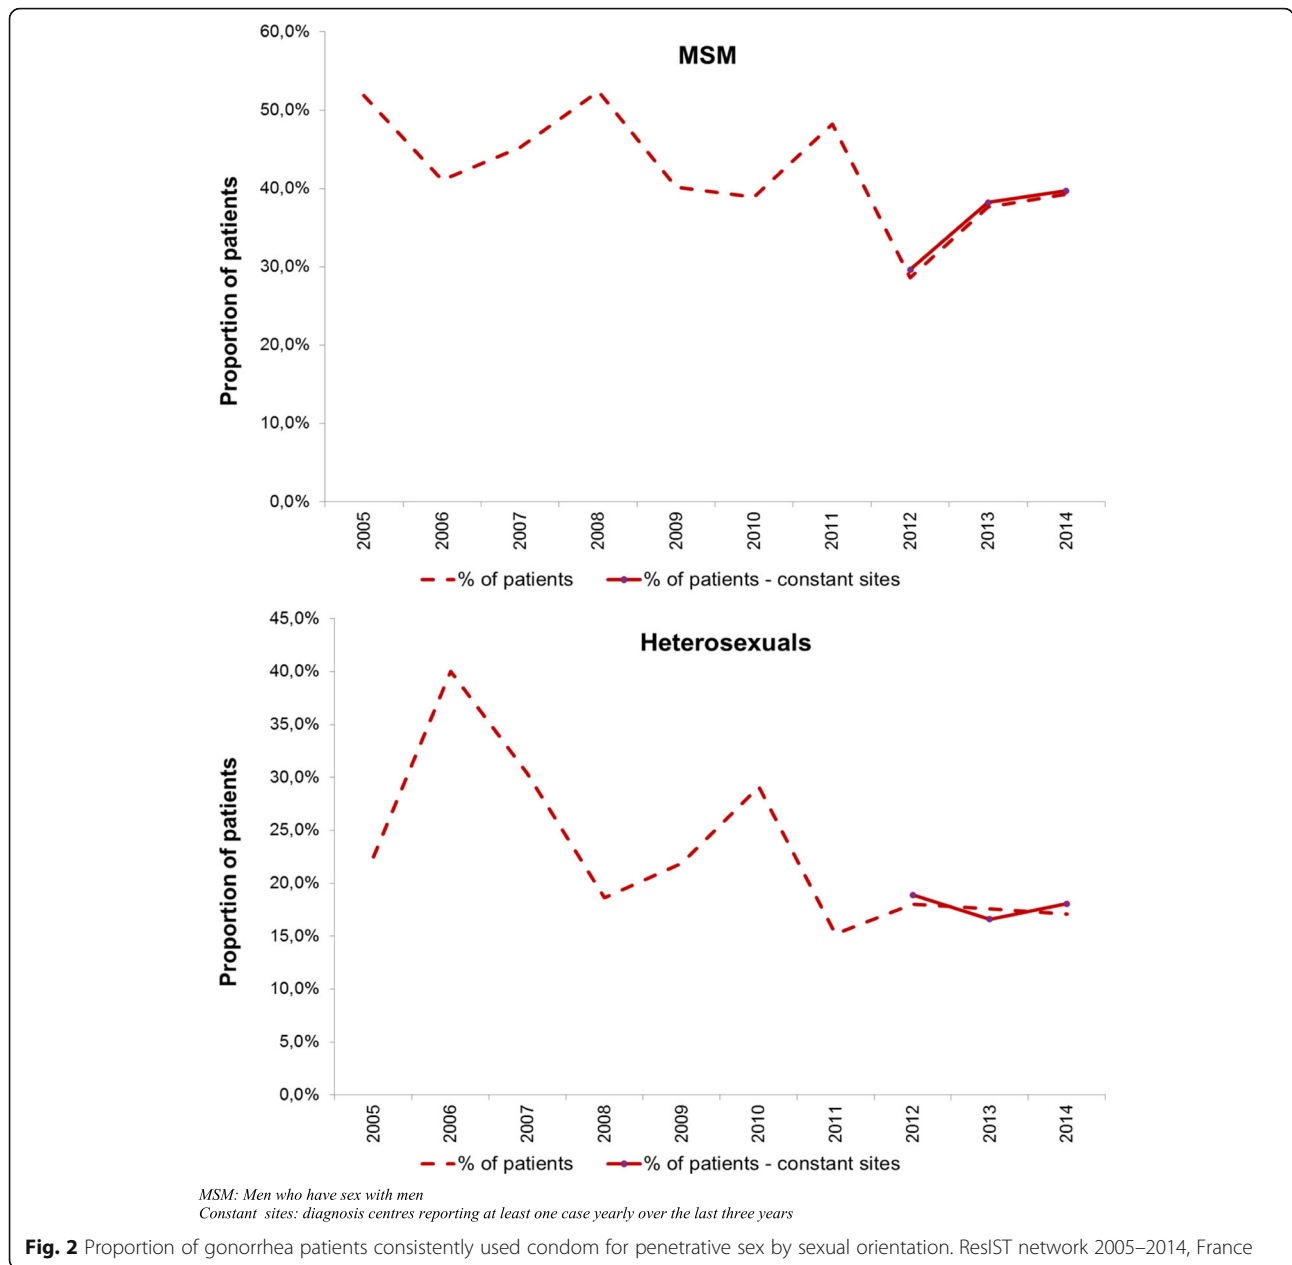 MSM
Proportion of patients
60,0%
50,0%
40,0%
30,0%
20,0%
10,0%
0,0%
2005 2006 2007 2008 2009 2010 2011 2012 2013 2014
% of patients % of patients - constant sites
Heterosexuals
Proportion of patients
45,0%
40,0%
35,0%
30,0%
25,0%
20,0%
15,0%
10,0%
5,0%
0,0%
2005 2006 2007 2008 2009 2010 2011 2012 2013 2014
% of patients % of patients - constant sites
MSM: Men who have sex with men
Constant sites: diagnosis centres reporting at least one case yearly over the last three years
Fig. 2 Proportion of gonorrhea patients consistently used condom for penetrative sex by sexual orientation. ResIST network 2005–2014, France